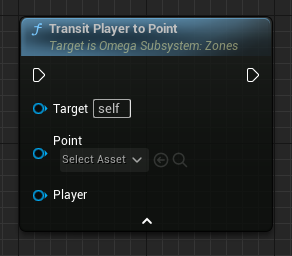 f Transit Player to Point
Target is Omega Subsystem: Zones
Target self
Point
Select Asset
Player